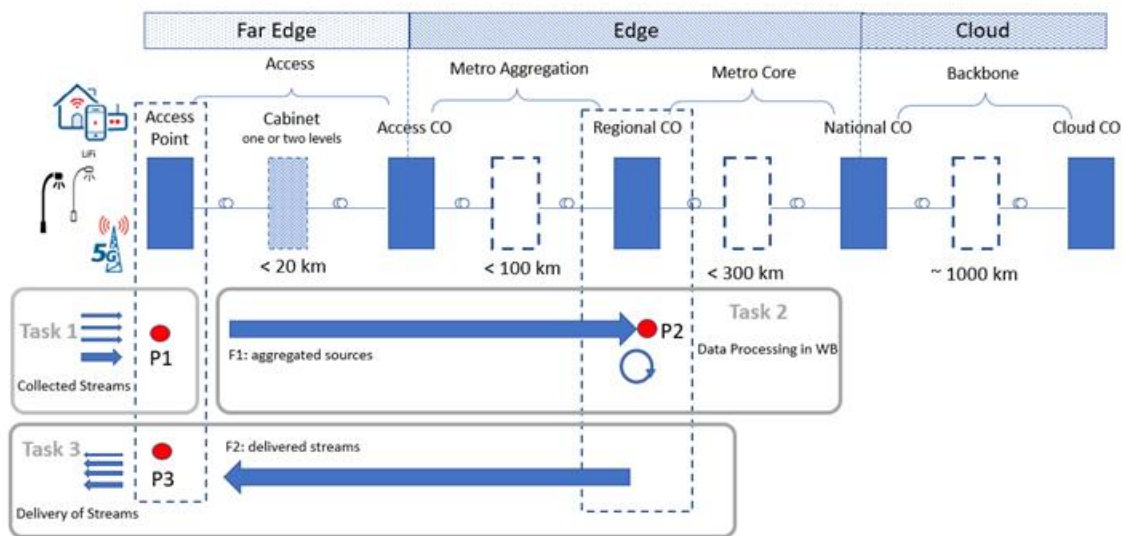 Far Edge
Edge
Cloud
Access
Metro Aggregation
Metro Core
Backbone
Access
Point
Cabinet
one or two levels
Access CO
Regional CO
National CO
Cloud CO
LiFi
5G
< 20 km
< 100 km
< 300 km
~ 1000 km
Task 1
P1
Collected Streams
F1: aggregated sources
P2
Task 2
Data Processing in WB
Task 3
P3
Delivery of Streams
F2: delivered streams